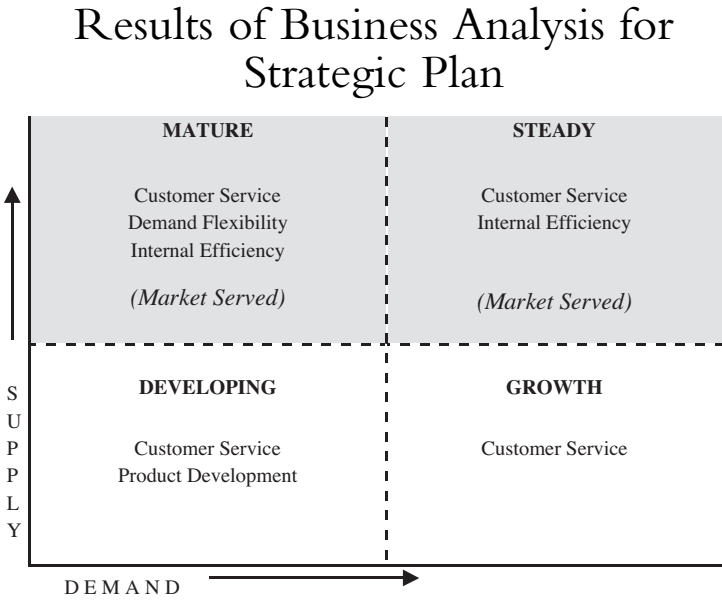 Results of Business Analysis for
Strategic Plan
MATURE
Customer Service
Demand Flexibility
Internal Efficiency
(Market Served)
STEADY
Customer Service
Internal Efficiency
(Market Served)
DEVELOPING
Customer Service
Product Development
GROWTH
Customer Service
SUPPLY
DEMAND